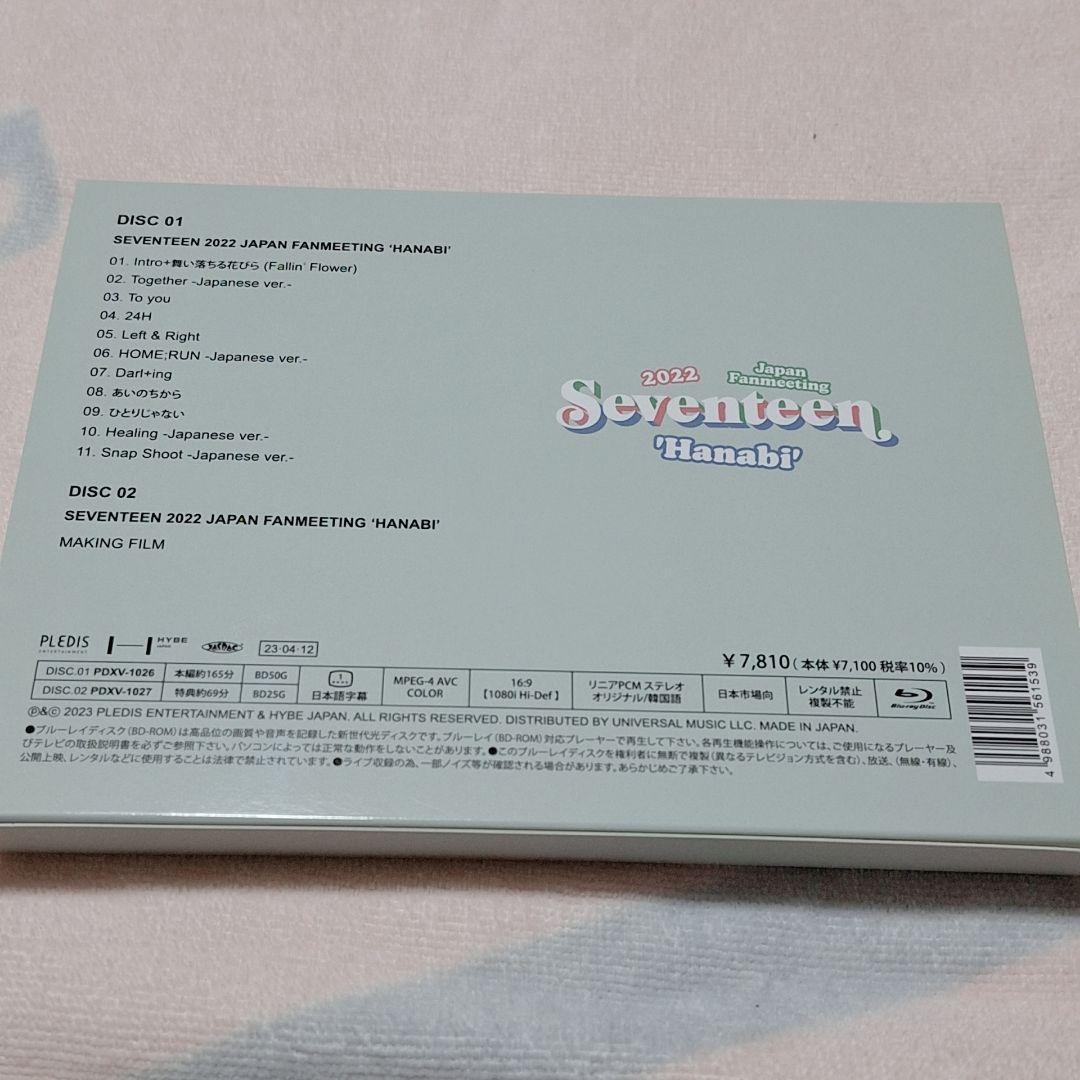 DISC 01
SEVENTEEN 2022 JAPAN FANMEETING ‘HANABI’
01. Intro+舞い落ちる花びら (Fallin' Flower)
02. Together -Japanese ver.-
03. To you
04. 24H
05. Left & Right
06. HOME;RUN -Japanese ver.-
07. Darl+ing
08. あいのちから
09. ひとりじゃない
10. Healing -Japanese ver.-
11. Snap Shoot -Japanese ver.-
DISC 02
SEVENTEEN 2022 JAPAN FANMEETING ‘HANABI’
MAKING FILM
2022 Japan Fanmeeting
Seventeen
'Hanabi'
PLEDIS ENTERTAINMENT HYBE JAPAN 23·04·12
¥7,810(本体 ¥7,100 税率10%)
DISC.01 PDXV-1026 本編約165分 BD50G
DISC.02 PDXV-1027 特典約69分 BD25G
1 日本語字幕
MPEG-4 AVC COLOR
16:9 【1080i Hi-Def】
リニアPCM ステレオ オリジナル/韓国語
日本市場向
レンタル禁止 複製不能
Blu-ray Disc
℗&© 2023 PLEDIS ENTERTAINMENT & HYBE JAPAN. ALL RIGHTS RESERVED. DISTRIBUTED BY UNIVERSAL MUSIC LLC. MADE IN JAPAN.
●ブルーレイディスク(BD-ROM)は高品位の画質や音声を記録した新世代光ディスクです。ブルーレイ(BD-ROM)対応プレーヤーで再生して下さい。各再生機能操作については、ご使用になるプレーヤー及
びテレビの取扱説明書を必ずご参照下さい。パソコンによっては正常な動作をしないことがあります。●このブルーレイディスクを権利者に無断で複製(異なるテレビジョン方式を含む)、放送、(無線・有線)、
公開上映、レンタルなどに使用することは法律で禁止されています。●ライブ収録の為、一部ノイズ等が確認される場合があります。あらかじめご了承下さい。
4 988031 561539